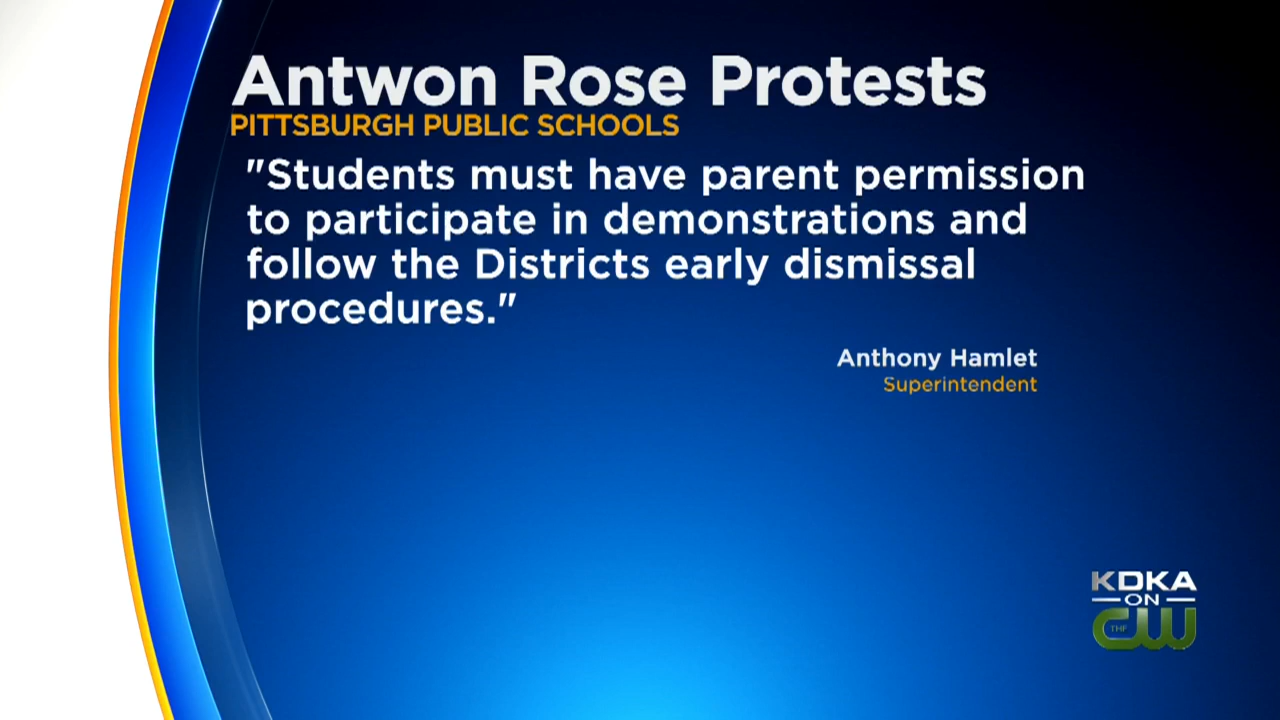 Antwon Rose Protests
PITTSBURGH PUBLIC SCHOOLS
"Students must have parent permission
to participate in demonstrations and
follow the Districts early dismissal
procedures."
Anthony Hamlet
Superintendent
KDKA
ON
THE
CW